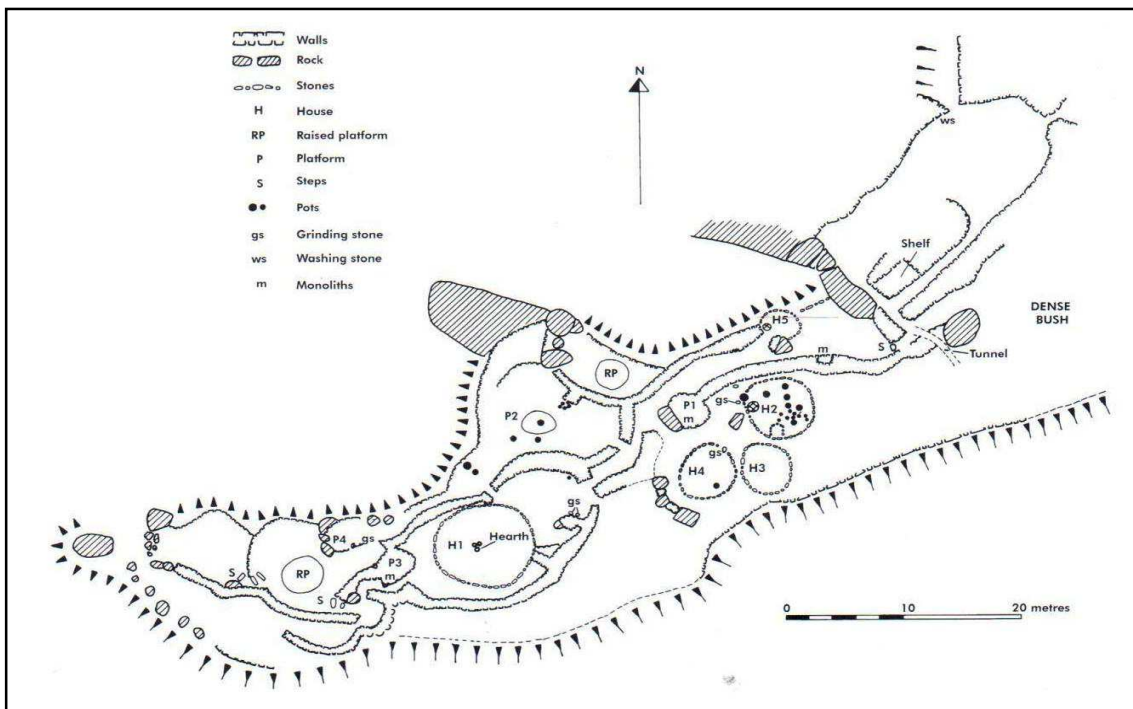 Walls
Rock
Stones
H House
RP Raised platform
P Platform
S Steps
Pots
gs Grinding stone
ws Washing stone
m Monoliths
N
ws
Shelf
DENSE
BUSH
H5
m
S
Tunnel
RP
P1
m
gs
H2
P2
gs
H4
H3
gs
P4
gs
H1
Hearth
P3
m
S
RP
S
0 10 20 metres